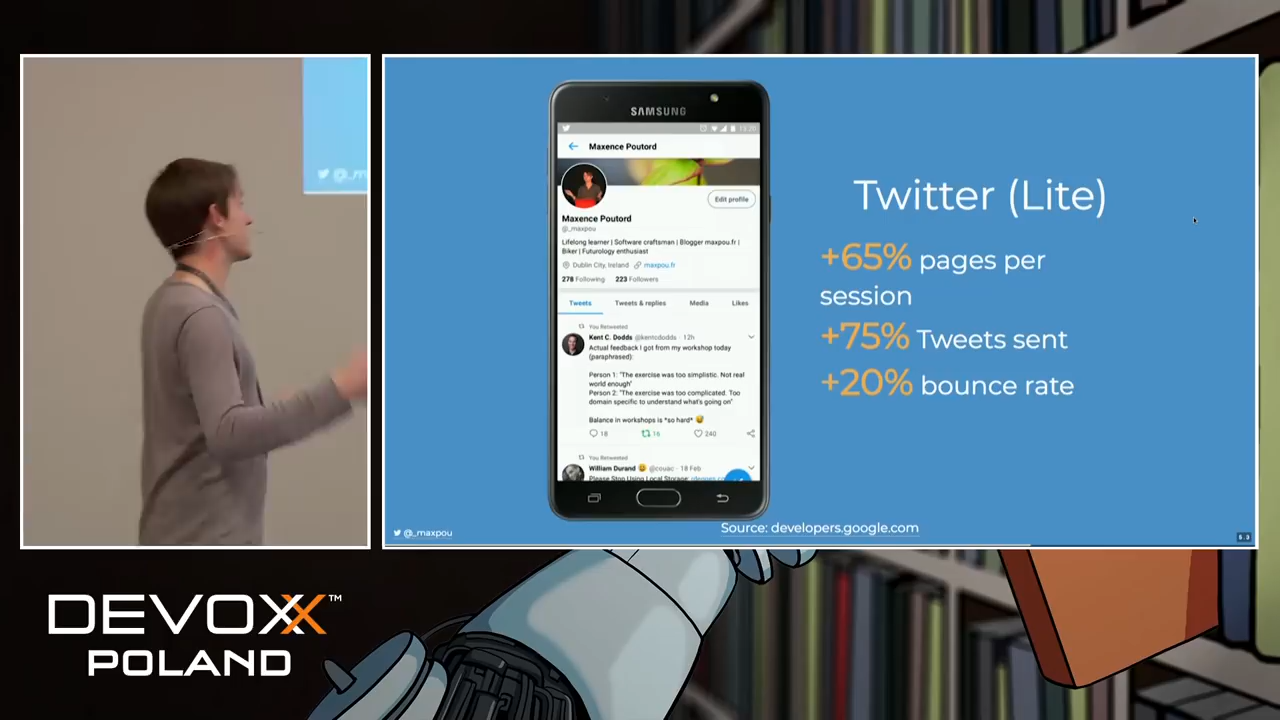 SAMSUNG
13:20
Maxence Poutord
Edit profile
Maxence Poutord
@_maxpou
Lifelong learner | Software craftsman | Blogger maxpou.fr |
Biker | Futurology enthusiast
Dublin City, Ireland maxpou.fr
278 Following 223 Followers
Tweets Tweets & replies Media Likes
You Retweeted
Kent C. Dodds @kentcdodds · 12h
Actual feedback I got from my workshop today
(paraphrased):
Person 1: "The exercise was too simplistic. Not real
world enough"
Person 2: "The exercise was too complicated. Too
domain specific to understand what's going on"
Balance in workshops is *so hard* 😅
18 16 240
You Retweeted
William Durand @couac · 18 Feb
Please Stop Using Local Storage:
Twitter (Lite)
+65% pages per
session
+75% Tweets sent
+20% bounce rate
Source: developers.google.com
@_maxpou
5.3
DEVOXX™
POLAND